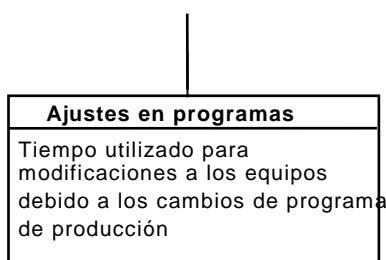 Ajustes en programas
Tiempo utilizado para
modificaciones a los equipos
debido a los cambios de programa
de producción